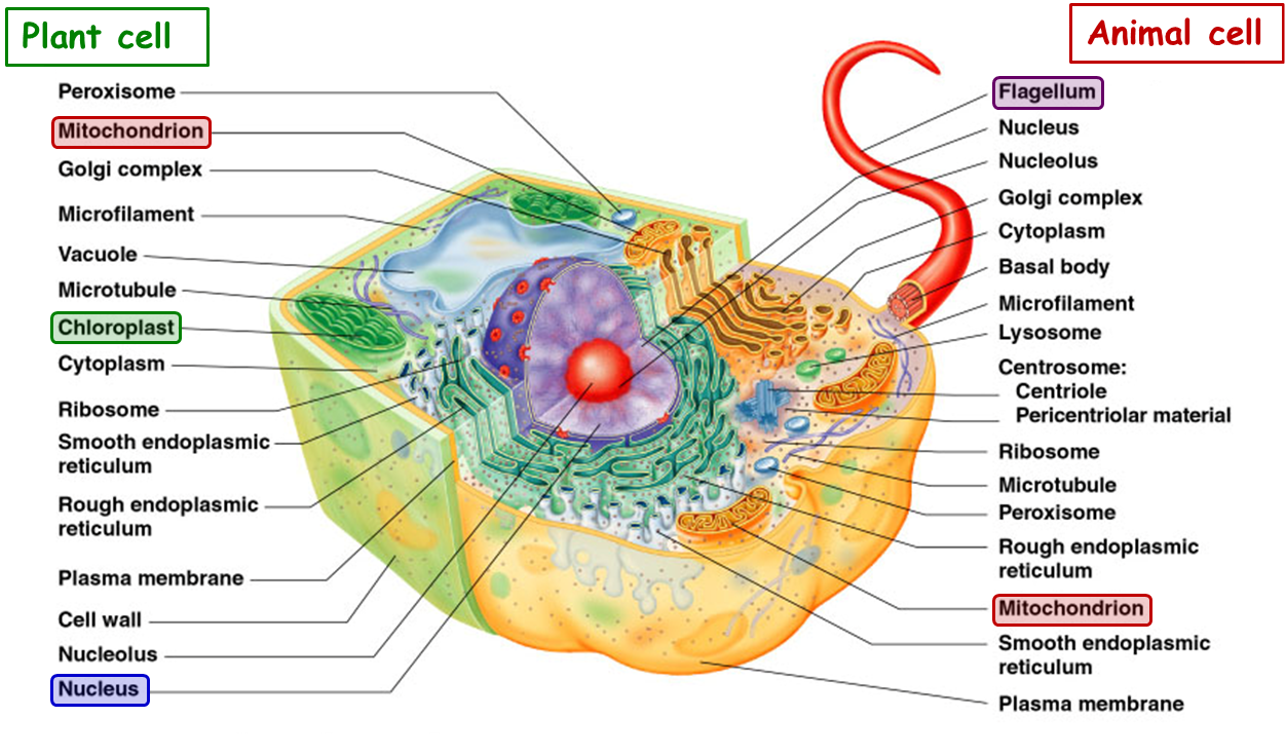 Plant cell
Peroxisome
Mitochondrion
Golgi complex
Microfilament
Vacuole
Microtubule
Chloroplast
Cytoplasm
Ribosome
Smooth endoplasmic
reticulum
Rough endoplasmic
reticulum
Plasma membrane
Cell wall
Nucleolus
Nucleus
Animal cell
Flagellum
Nucleus
Nucleolus
Golgi complex
Cytoplasm
Basal body
Microfilament
Lysosome
Centrosome:
Centriole
Pericentriolar material
Ribosome
Microtubule
Peroxisome
Rough endoplasmic
reticulum
Mitochondrion
Smooth endoplasmic
reticulum
Plasma membrane